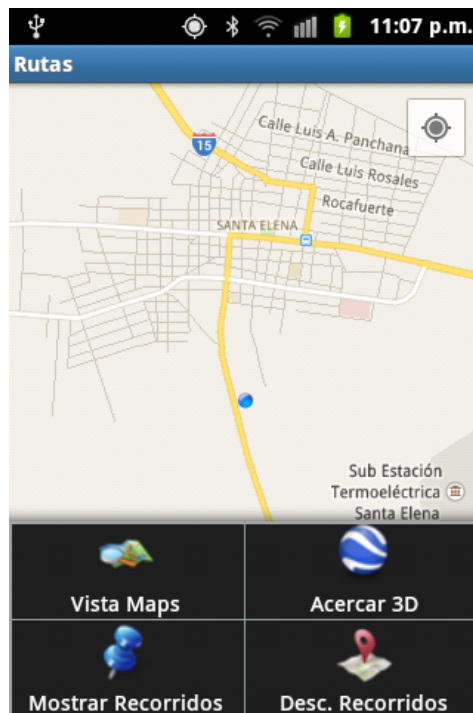 11:07 p.m.
Rutas
Calle Luis A. Panchana
15
Calle Luis Rosales
Rocafuerte
SANTA ELENA
Sub Estación
Termoeléctrica
Santa Elena
Vista Maps
Acercar 3D
Mostrar Recorridos
Desc. Recorridos